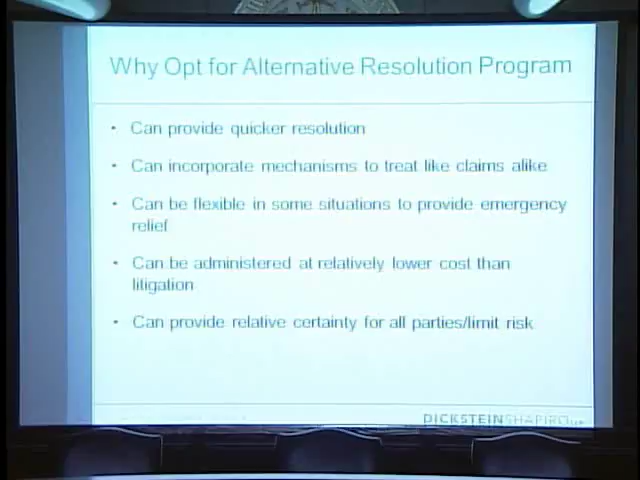 Why Opt for Alternative Resolution Program
• Can provide quicker resolution
• Can incorporate mechanisms to treat like claims alike
• Can be flexible in some situations to provide emergency
relief
• Can be administered at relatively lower cost than
litigation
• Can provide relative certainty for all parties/limit risk
DICKSTEINSHAPIRO LLP